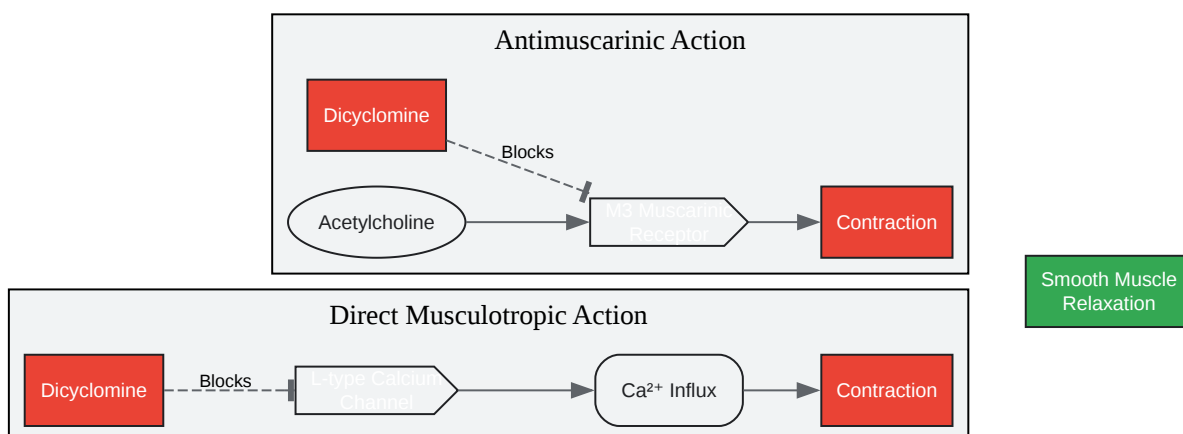 Antimuscarinic Action
Dicyclomine
Blocks
Acetylcholine
M3 Muscarinic
Receptor
Contraction
Smooth Muscle
Relaxation
Direct Musculotropic Action
Dicyclomine
Blocks
L-type Calcium
Channel
Ca²⁺ Influx
Contraction